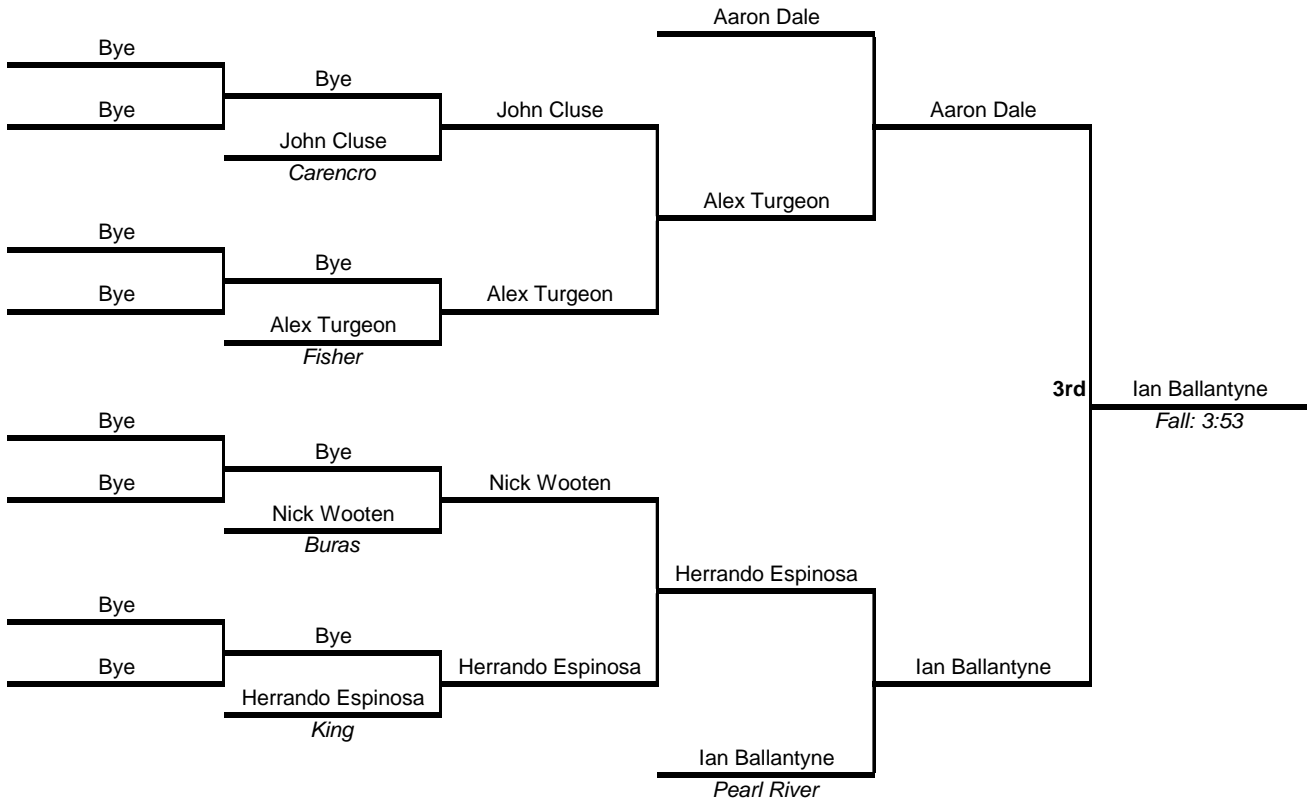 Aaron Dale
Bye
Bye
Bye
John Cluse
Aaron Dale
John Cluse
Carencro
Alex Turgeon
Bye
Bye
Bye
Alex Turgeon
Alex Turgeon
Fisher
3rd
Ian Ballantyne
Fall: 3:53
Bye
Bye
Bye
Nick Wooten
Nick Wooten
Buras
Herrando Espinosa
Bye
Bye
Bye
Herrando Espinosa
Ian Ballantyne
Herrando Espinosa
King
Ian Ballantyne
Pearl River